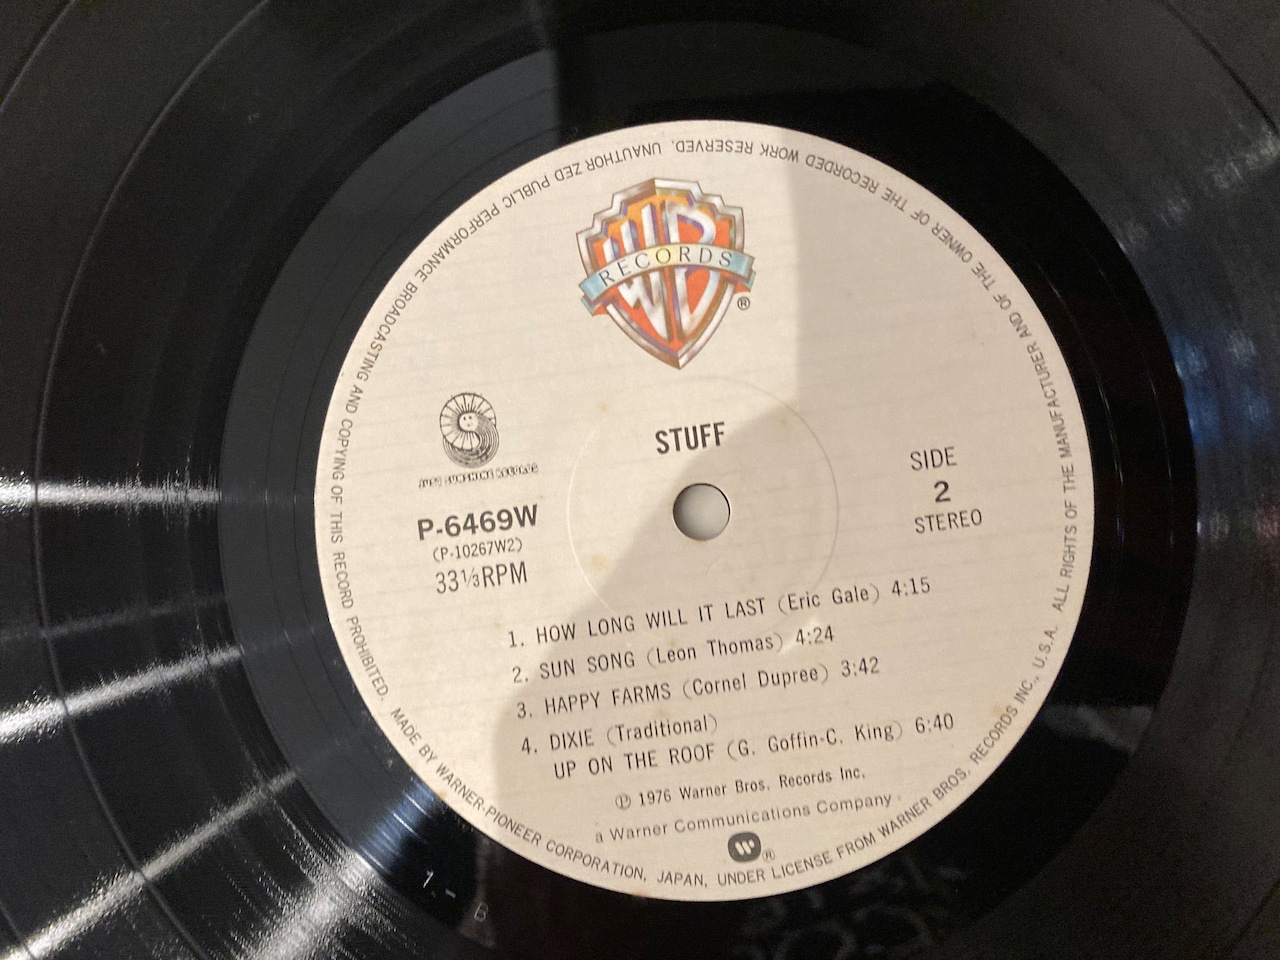 WB
RECORDS
®
STUFF
JUST SUNSHINE RECORDS
P-6469W
(P-10267W2)
33⅓RPM
SIDE
2
STEREO
1. HOW LONG WILL IT LAST (Eric Gale) 4:15
2. SUN SONG (Leon Thomas) 4:24
3. HAPPY FARMS (Cornel Dupree) 3:42
4. DIXIE (Traditional)
UP ON THE ROOF (G. Goffin-C. King) 6:40
℗ 1976 Warner Bros. Records Inc.
a Warner Communications Company.
®
ALL RIGHTS OF THE MANUFACTURER AND OF THE OWNER OF THE RECORDED WORK RESERVED. UNAUTHOR ZED PUBLIC PERFORMANCE BROADCASTING AND COPYING OF THIS RECORD PROHIBITED. MADE BY WARNER-PIONEER CORPORATION, JAPAN, UNDER LICENSE FROM WARNER BROS. RECORDS INC., U.S.A.
1-B